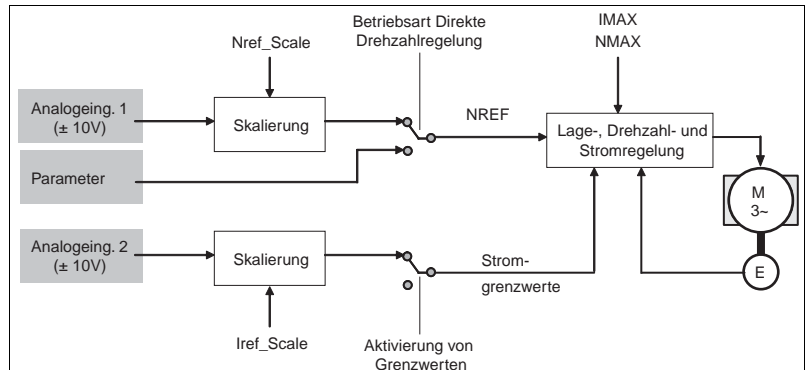 Betriebsart Direkte
Drehzahlregelung
IMAX
NMAX
Nref_Scale
Analogeing. 1
(± 10V)
Skalierung
NREF
Lage-, Drehzahl- und
Stromregelung
Parameter
M
3~
Analogeing. 2
(± 10V)
Skalierung
Strom-
grenzwerte
E
Iref_Scale
Aktivierung von
Grenzwerten